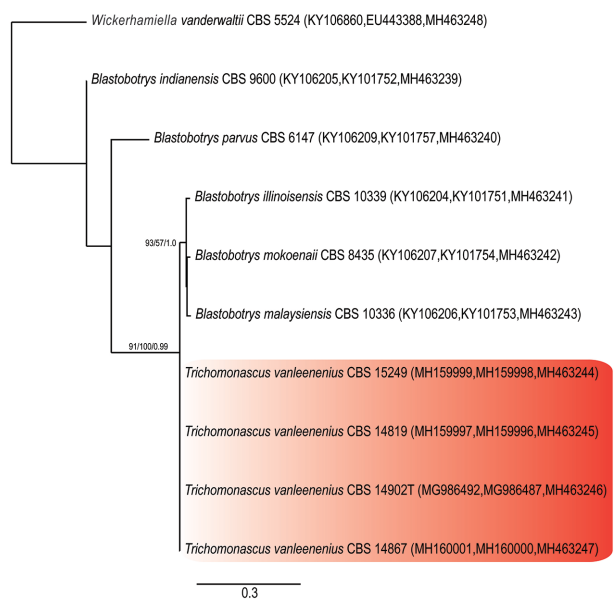 Wickerhamiella vanderwaltii CBS 5524 (KY106860,EU443388,MH463248)
Blastobotrys indianensis CBS 9600 (KY106205,KY101752,MH463239)
Blastobotrys parvus CBS 6147 (KY106209,KY101757,MH463240)
Blastobotrys illinoisensis CBS 10339 (KY106204,KY101751,MH463241)
93/57/1.0
Blastobotrys mokoenaii CBS 8435 (KY106207,KY101754,MH463242)
Blastobotrys malaysiensis CBS 10336 (KY106206,KY101753,MH463243)
91/100/0.99
Trichomonascus vanleenenius CBS 15249 (MH159999,MH159998,MH463244)
Trichomonascus vanleenenius CBS 14819 (MH159997,MH159996,MH463245)
Trichomonascus vanleenenius CBS 14902T (MG986492,MG986487,MH463246)
Trichomonascus vanleenenius CBS 14867 (MH160001,MH160000,MH463247)
0.3